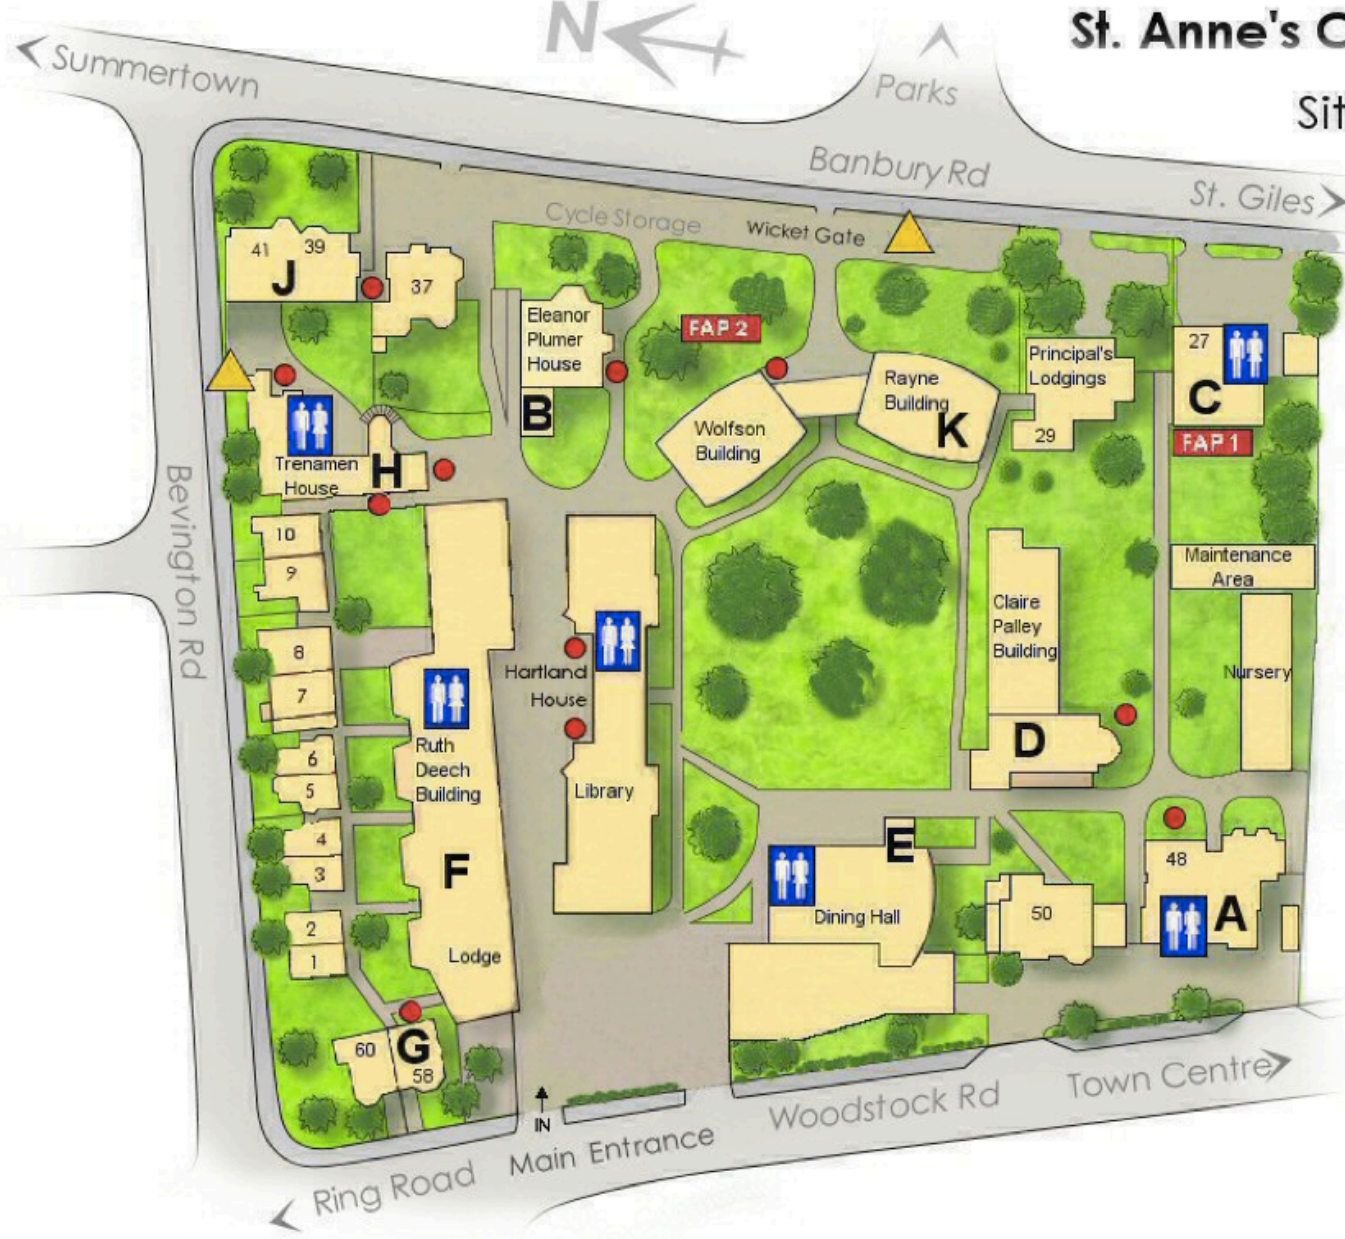 N
St. Anne's C
Sit
Summertown
Parks
Banbury Rd
St. Giles
Cycle Storage
Wicket Gate
41
39
J
37
Eleanor
Plumer
House
B
FAP 2
Wolfson
Building
Rayne
Building
K
Principal's
Lodgings
29
27
C
FAP 1
Trenamen
House
H
Bevington Rd
10
9
8
7
6
5
4
3
2
1
Ruth
Deech
Building
F
Lodge
Hartland
House
Library
Claire
Palley
Building
D
Maintenance
Area
Nursery
E
Dining Hall
50
48
A
60
G
58
IN
Main Entrance
Woodstock Rd
Town Centre
Ring Road